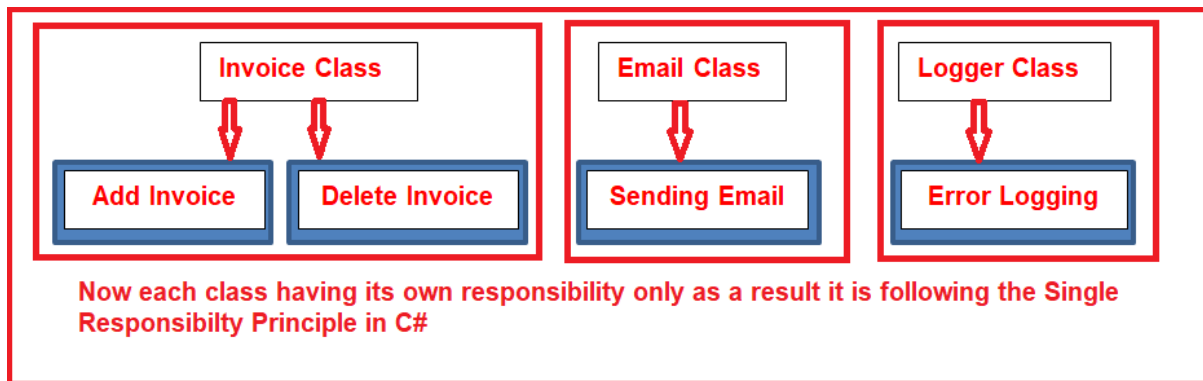 Invoice Class
Email Class
Logger Class
Add Invoice
Delete Invoice
Sending Email
Error Logging
Now each class having its own responsibility only as a result it is following the Single
Responsibilty Principle in C#